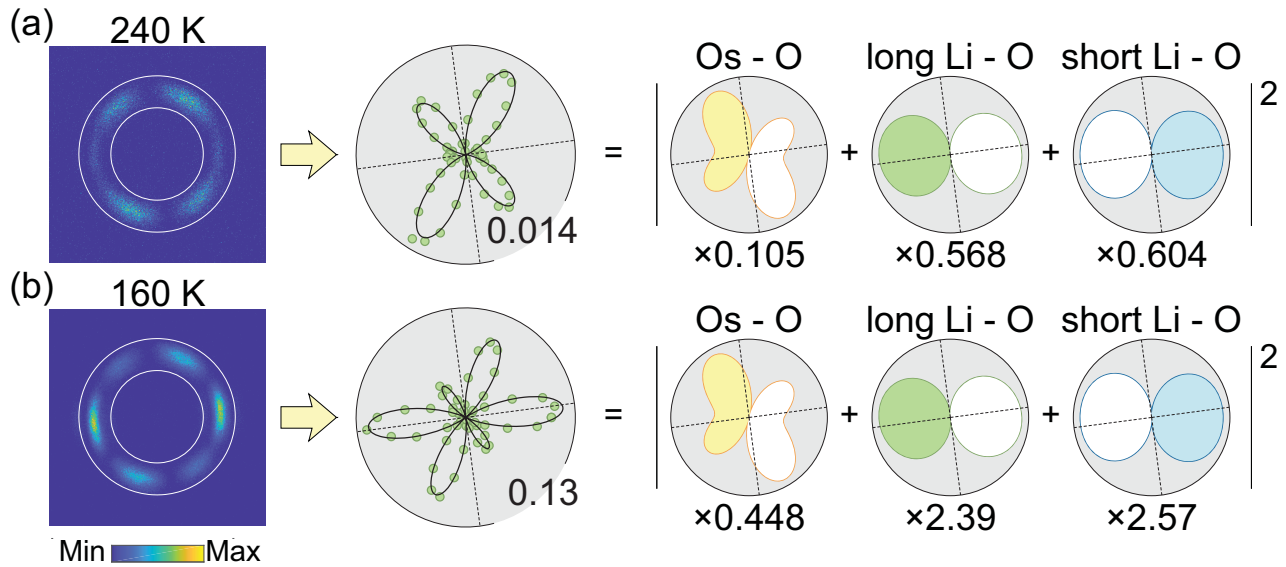 (a) 240 K
Os - O long Li - O short Li - O
= + + 2
0.014
×0.105 ×0.568 ×0.604
(b) 160 K
Os - O long Li - O short Li - O
= + + 2
0.13
×0.448 ×2.39 ×2.57
Min Max